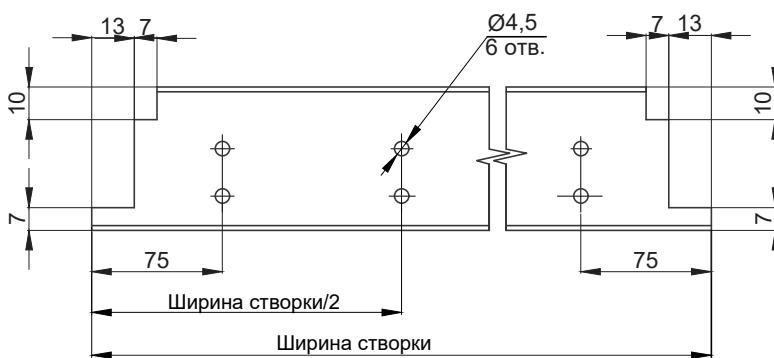 13 7
Ø4,5
6 отв.
7 13
10
10
7
7
75
75
Ширина створки/2
Ширина створки